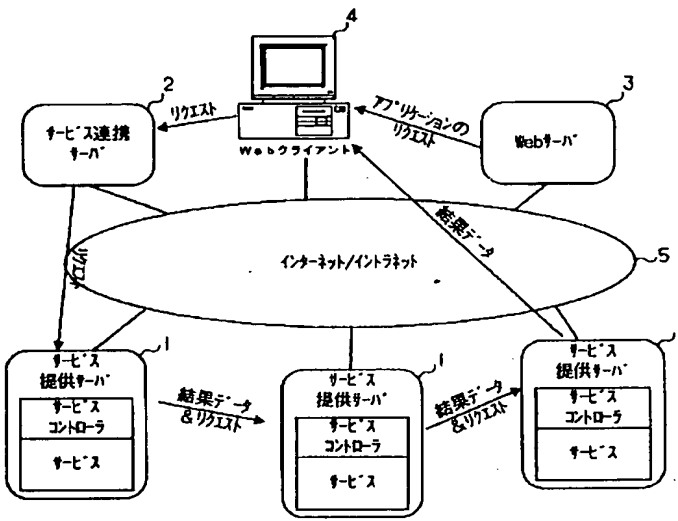 4
2
3
サービス連携
サーバ
リクエスト
Webクライアント
アプリケーションの
リクエスト
Webサーバ
結果データ
リクエスト
インターネット/イントラネット
5
1
サービス
提供サーバ
サービス
コントローラ
サービス
結果データ
&リクエスト
1
サービス
提供サーバ
サービス
コントローラ
サービス
結果データ
&リクエスト
サービス
提供サーバ
サービス
コントローラ
サービス